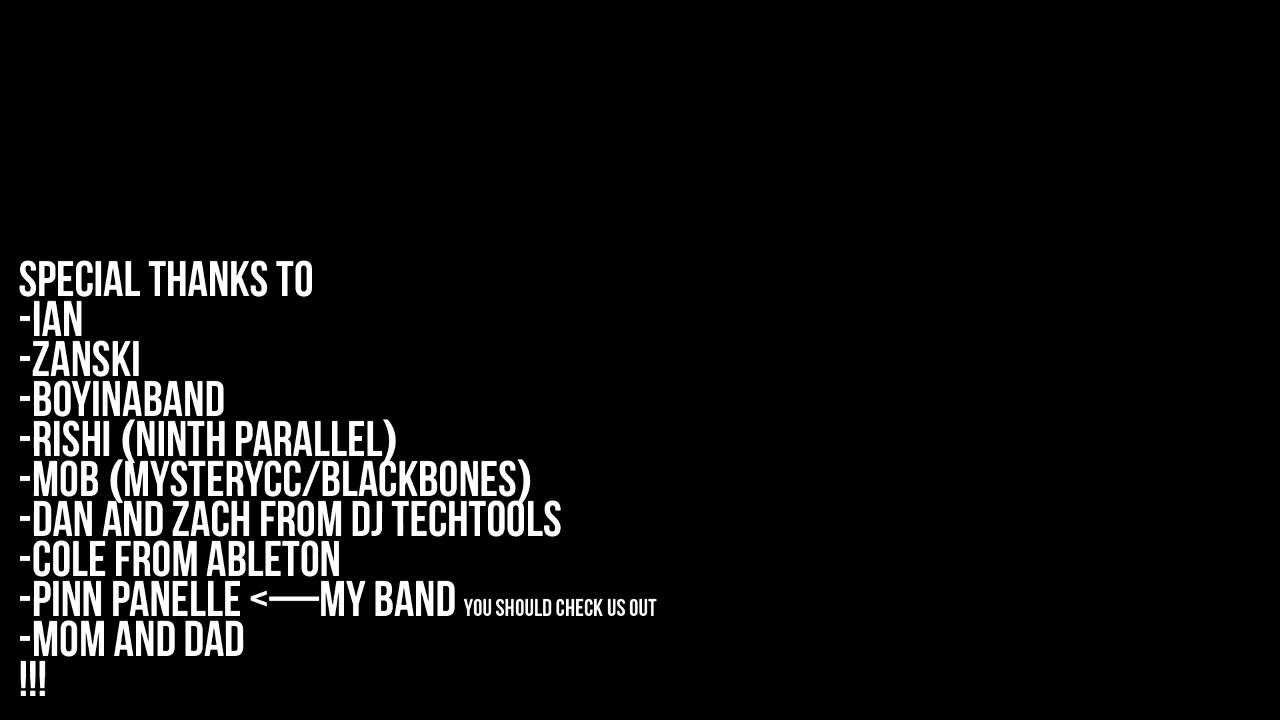 SPECIAL THANKS TO
-IAN
-ZANSKI
-BOYINABAND
-RISHI (NINTH PARALLEL)
-MOB (MYSTERYCC/BLACKBONES)
-DAN AND ZACH FROM DJ TECHTOOLS
-COLE FROM ABLETON
-PINN PANELLE <——MY BAND YOU SHOULD CHECK US OUT
-MOM AND DAD
!!!